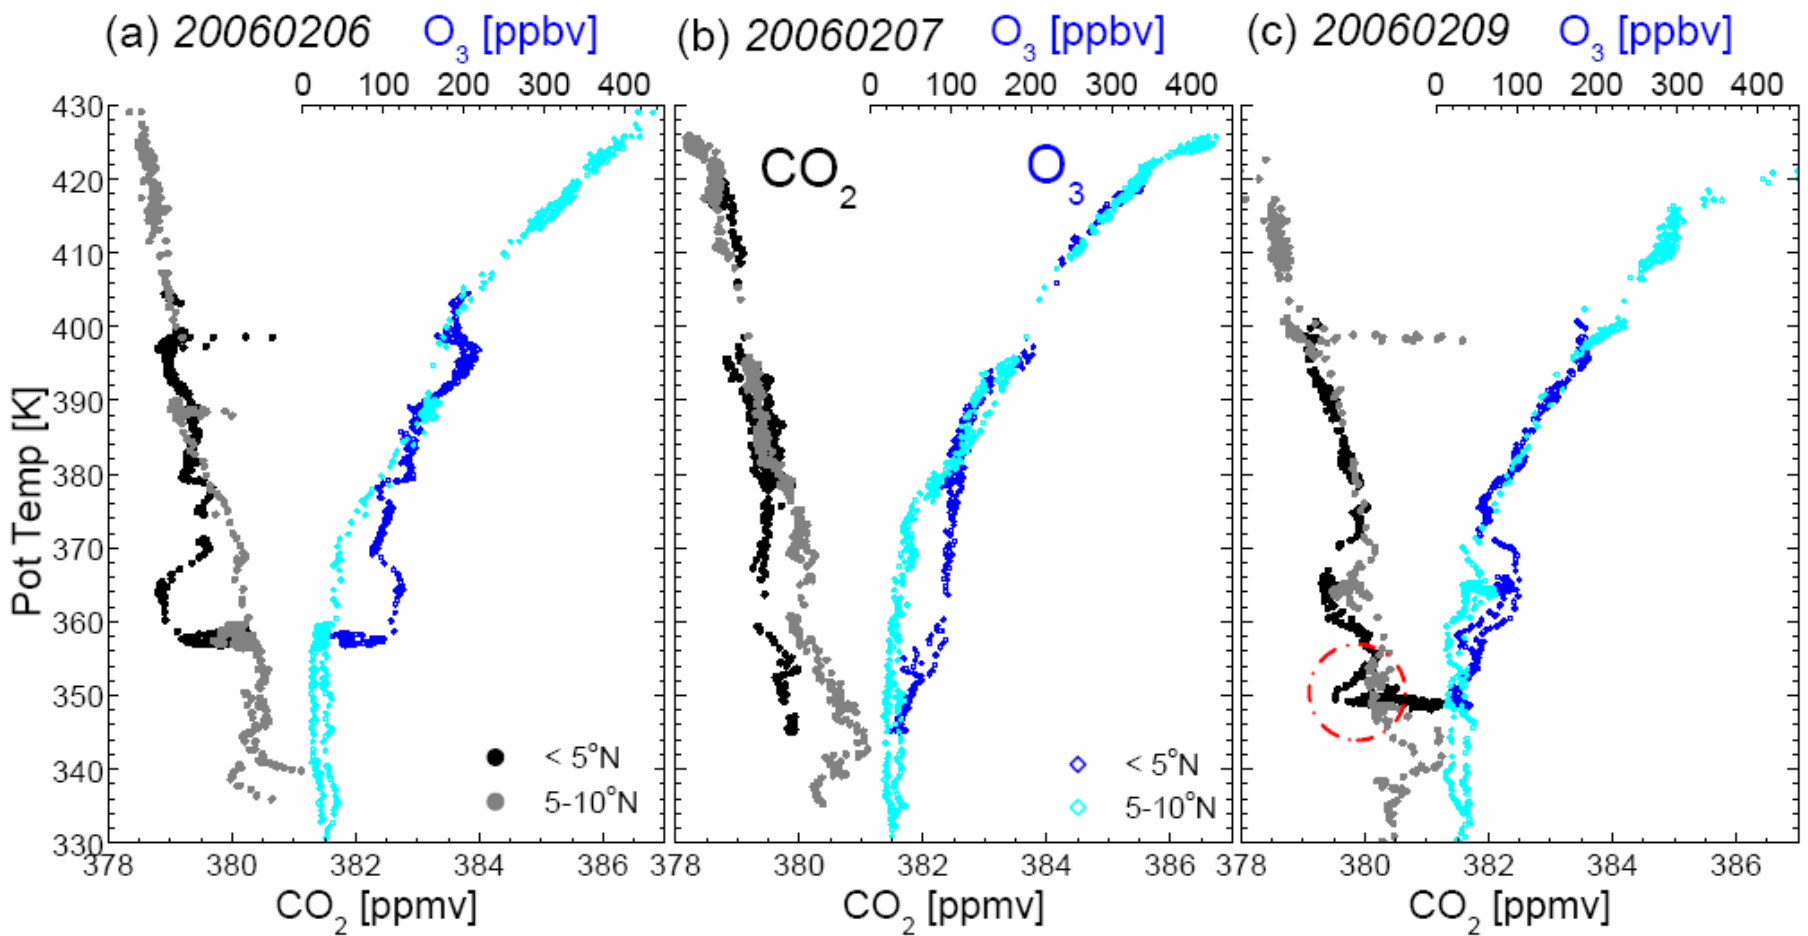 (a) 20060206 O3 [ppbv] (b) 20060207 O3 [ppbv] (c) 20060209 O3 [ppbv]
0 100 200 300 400 0 100 200 300 400 0 100 200 300 400
430
420
410
400
390
380
370
360
350
340
330
Pot Temp [K]
CO2 O3
< 5°N
5-10°N
< 5°N
5-10°N
378 380 382 384 386 378 380 382 384 386 378 380 382 384 386
CO2 [ppmv] CO2 [ppmv] CO2 [ppmv]